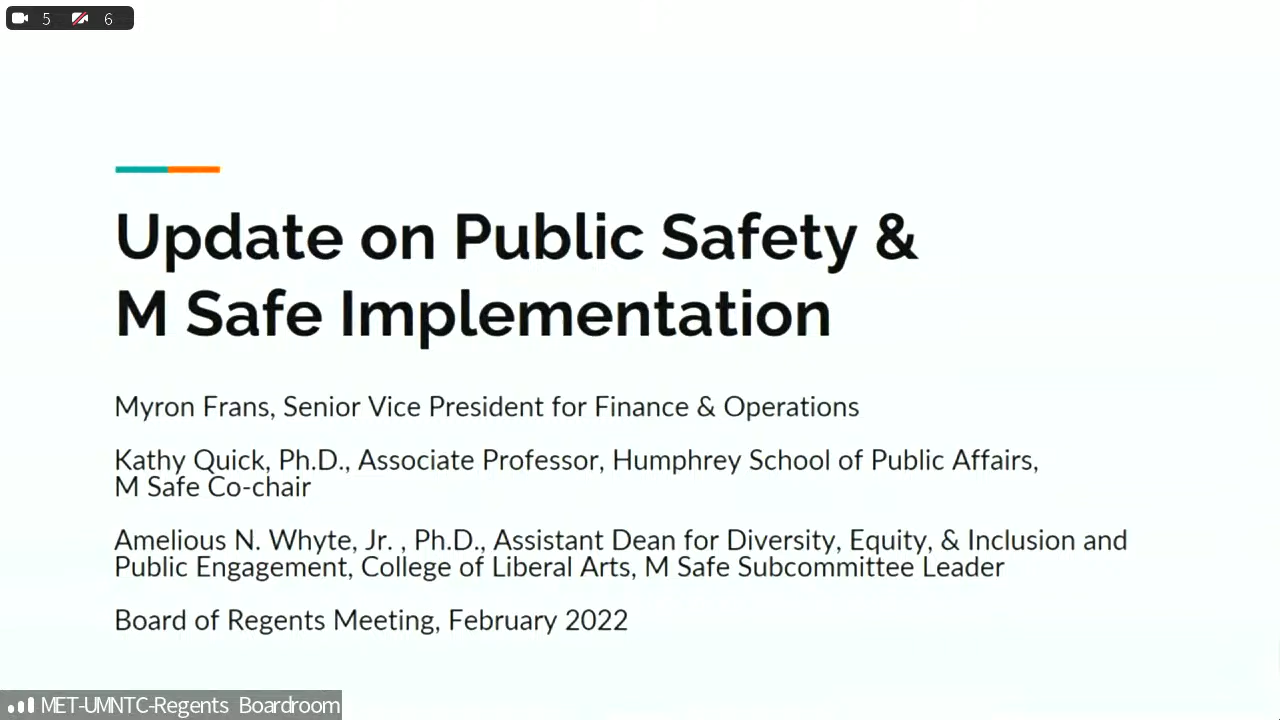 5 6
Update on Public Safety &
M Safe Implementation
Myron Frans, Senior Vice President for Finance & Operations
Kathy Quick, Ph.D., Associate Professor, Humphrey School of Public Affairs,
M Safe Co-chair
Amelious N. Whyte, Jr. , Ph.D., Assistant Dean for Diversity, Equity, & Inclusion and
Public Engagement, College of Liberal Arts, M Safe Subcommittee Leader
Board of Regents Meeting, February 2022
MET-UMNTC-Regents Boardroom